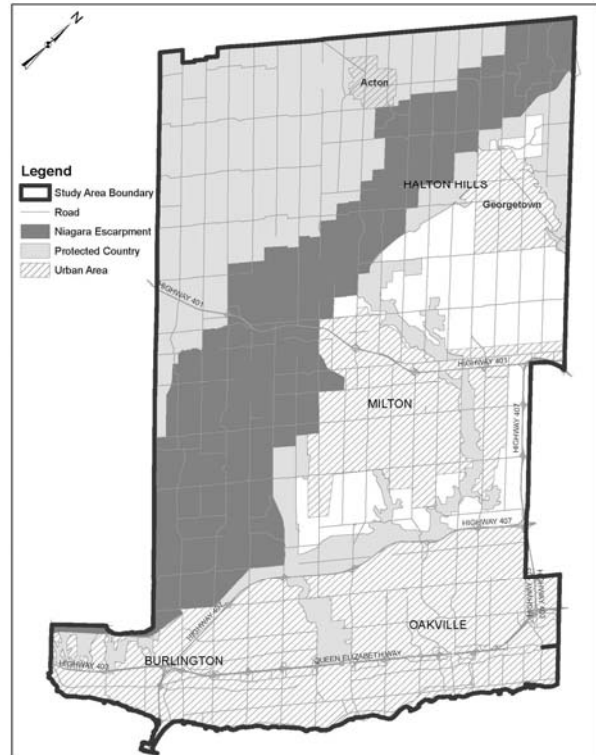 N
Acton
Legend
Study Area Boundary
Road
Niagara Escarpment
Protected Country
Urban Area
HALTON HILLS
Georgetown
HIGHWAY 401
HIGHWAY 401
MILTON
HIGHWAY 407
HIGHWAY 407
HIGHWAY 403
HIGHWAY 407
OAKVILLE
BURLINGTON
QUEEN ELIZABETH WAY
HIGHWAY 403